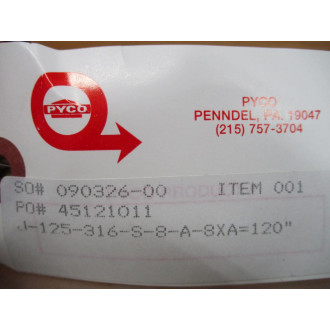 PYCO
PYCO
PENNDEL, PA. 19047
(215) 757-3704
SO# 090326-00 ITEM 001
PO# 45121011
J-125-316-S-8-A-8XA=120"